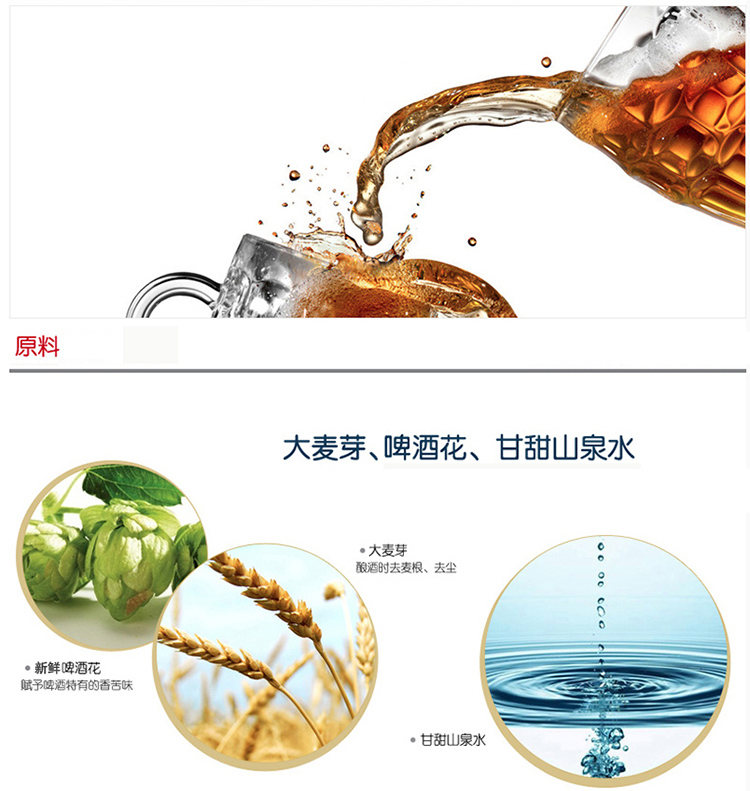 原料
大麦芽、啤酒花、甘甜山泉水
大麦芽
酿酒时去麦根、去尘
新鲜啤酒花
赋予啤酒特有的香苦味
甘甜山泉水